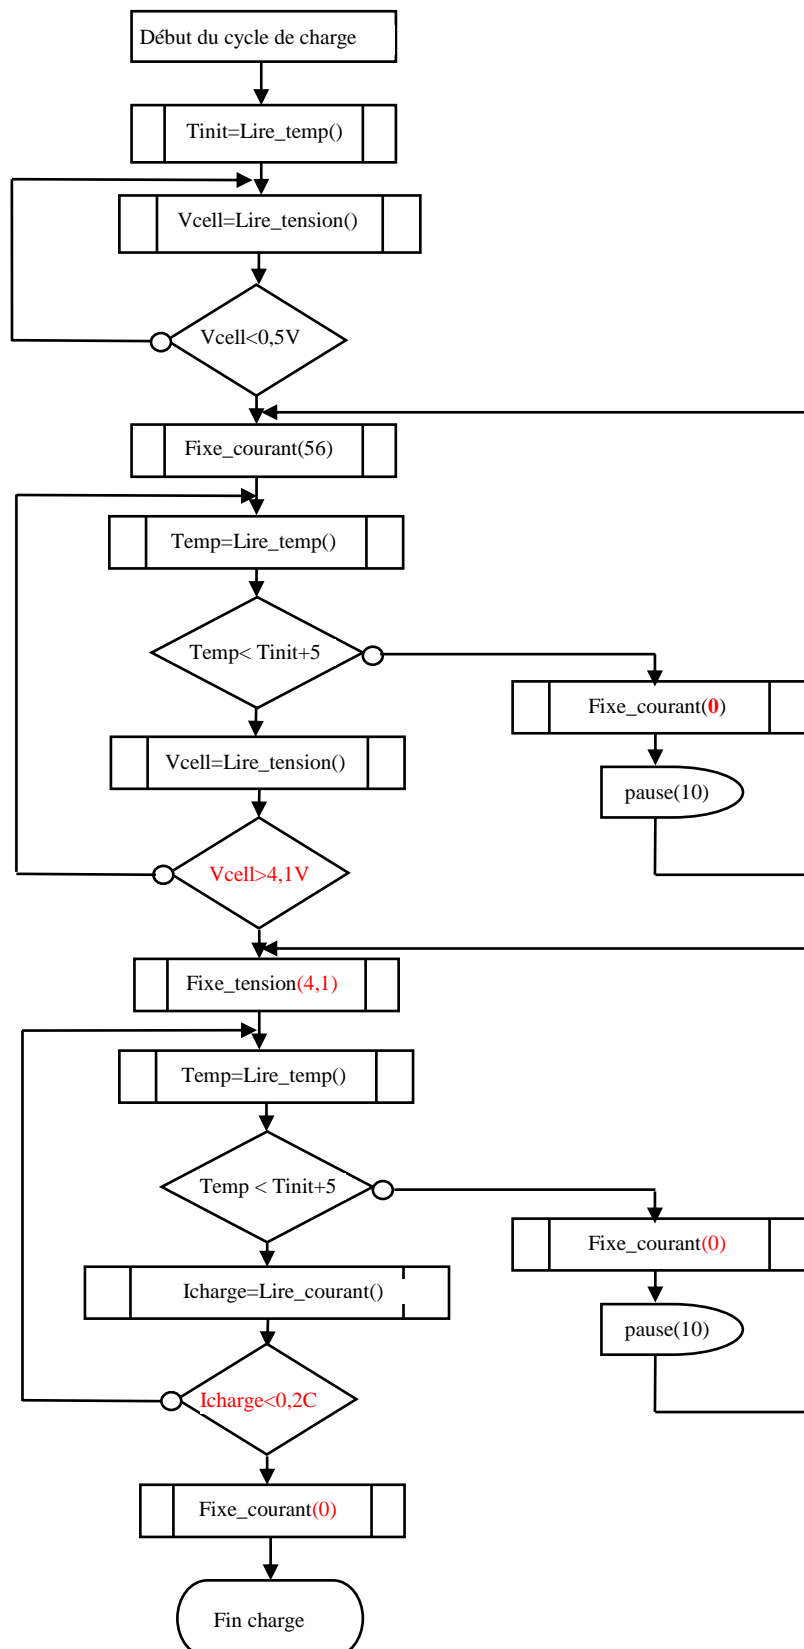 Début du cycle de charge
Tinit=Lire_temp()
Vcell=Lire_tension()
Vcell<0,5V
Fixe_courant(56)
Temp=Lire_temp()
Temp< Tinit+5
Fixe_courant(0)
Vcell=Lire_tension()
pause(10)
Vcell>4,1V
Fixe_tension(4,1)
Temp=Lire_temp()
Temp < Tinit+5
Fixe_courant(0)
Icharge=Lire_courant()
pause(10)
Icharge<0,2C
Fixe_courant(0)
Fin charge